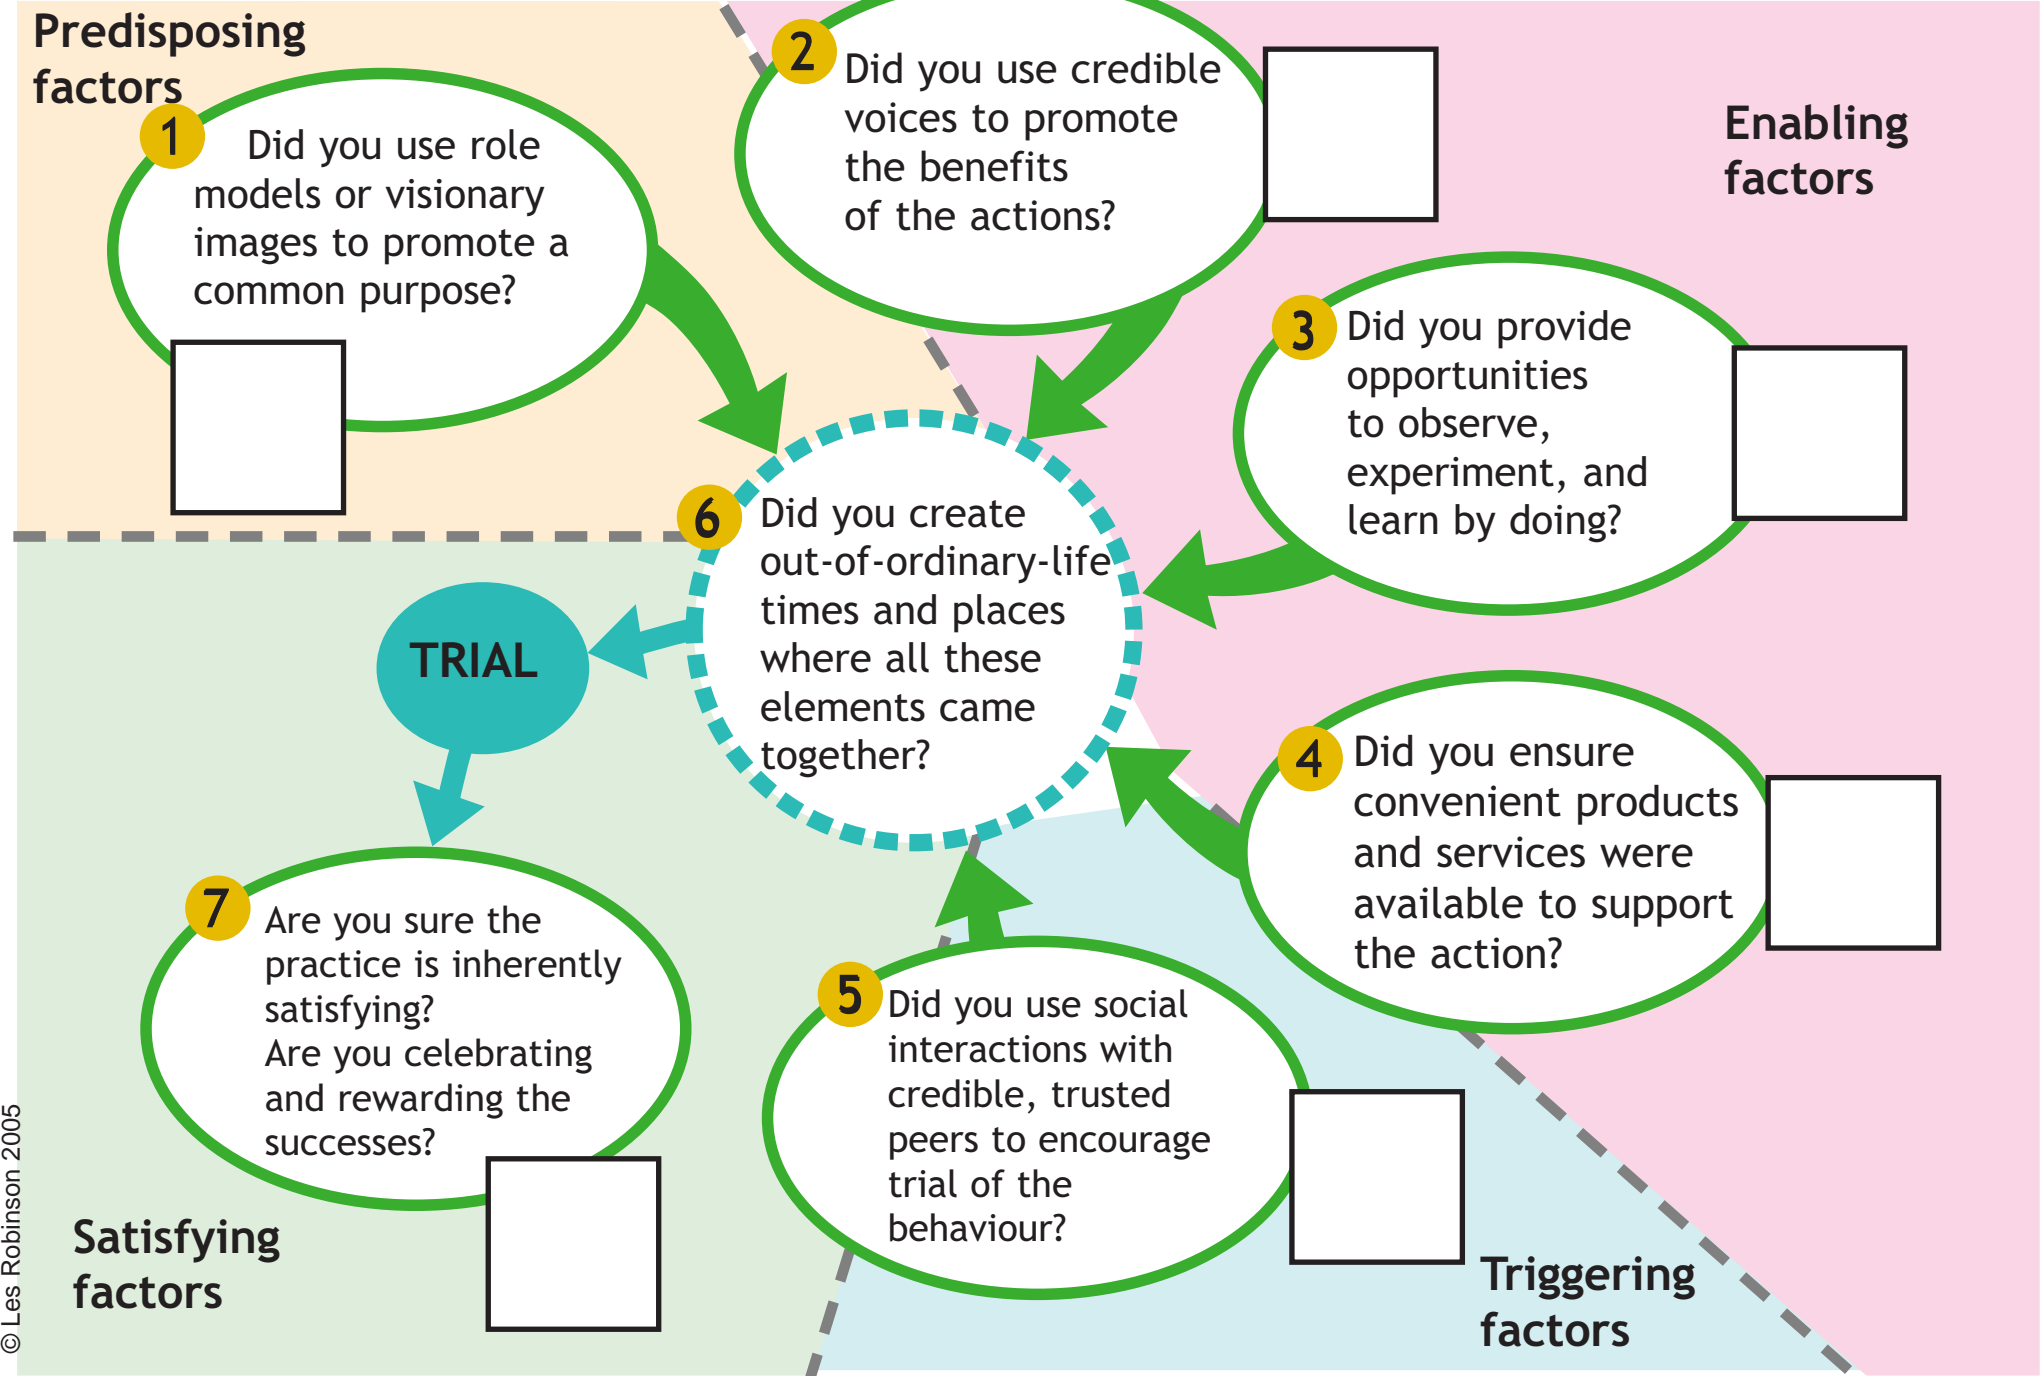 Predisposing
factors
1
Did you use role
models or visionary
images to promote a
common purpose?
2
Did you use credible
voices to promote
the benefits
of the actions?
Enabling
factors
3
Did you provide
opportunities
to observe,
experiment, and
learn by doing?
6
Did you create
out-of-ordinary-life
times and places
where all these
elements came
together?
TRIAL
4
Did you ensure
convenient products
and services were
available to support
the action?
7
Are you sure the
practice is inherently
satisfying?
Are you celebrating
and rewarding the
successes?
5
Did you use social
interactions with
credible, trusted
peers to encourage
trial of the
behaviour?
Satisfying
factors
Triggering
factors
© Les Robinson 2005